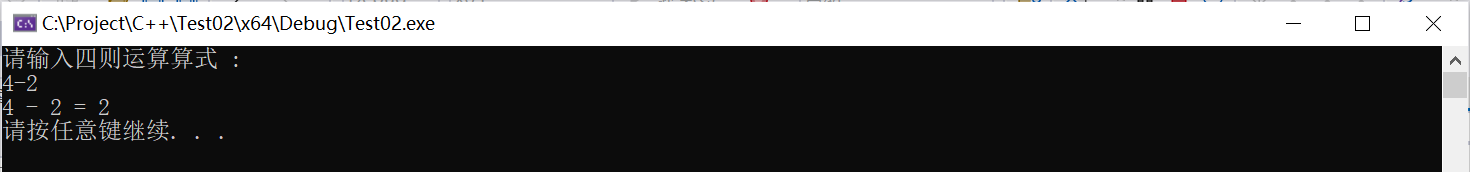 C:\Project\C++\Test02\x64\Debug\Test02.exe
请输入四则运算算式 :
4-2
4 - 2 = 2
请按任意键继续. . .